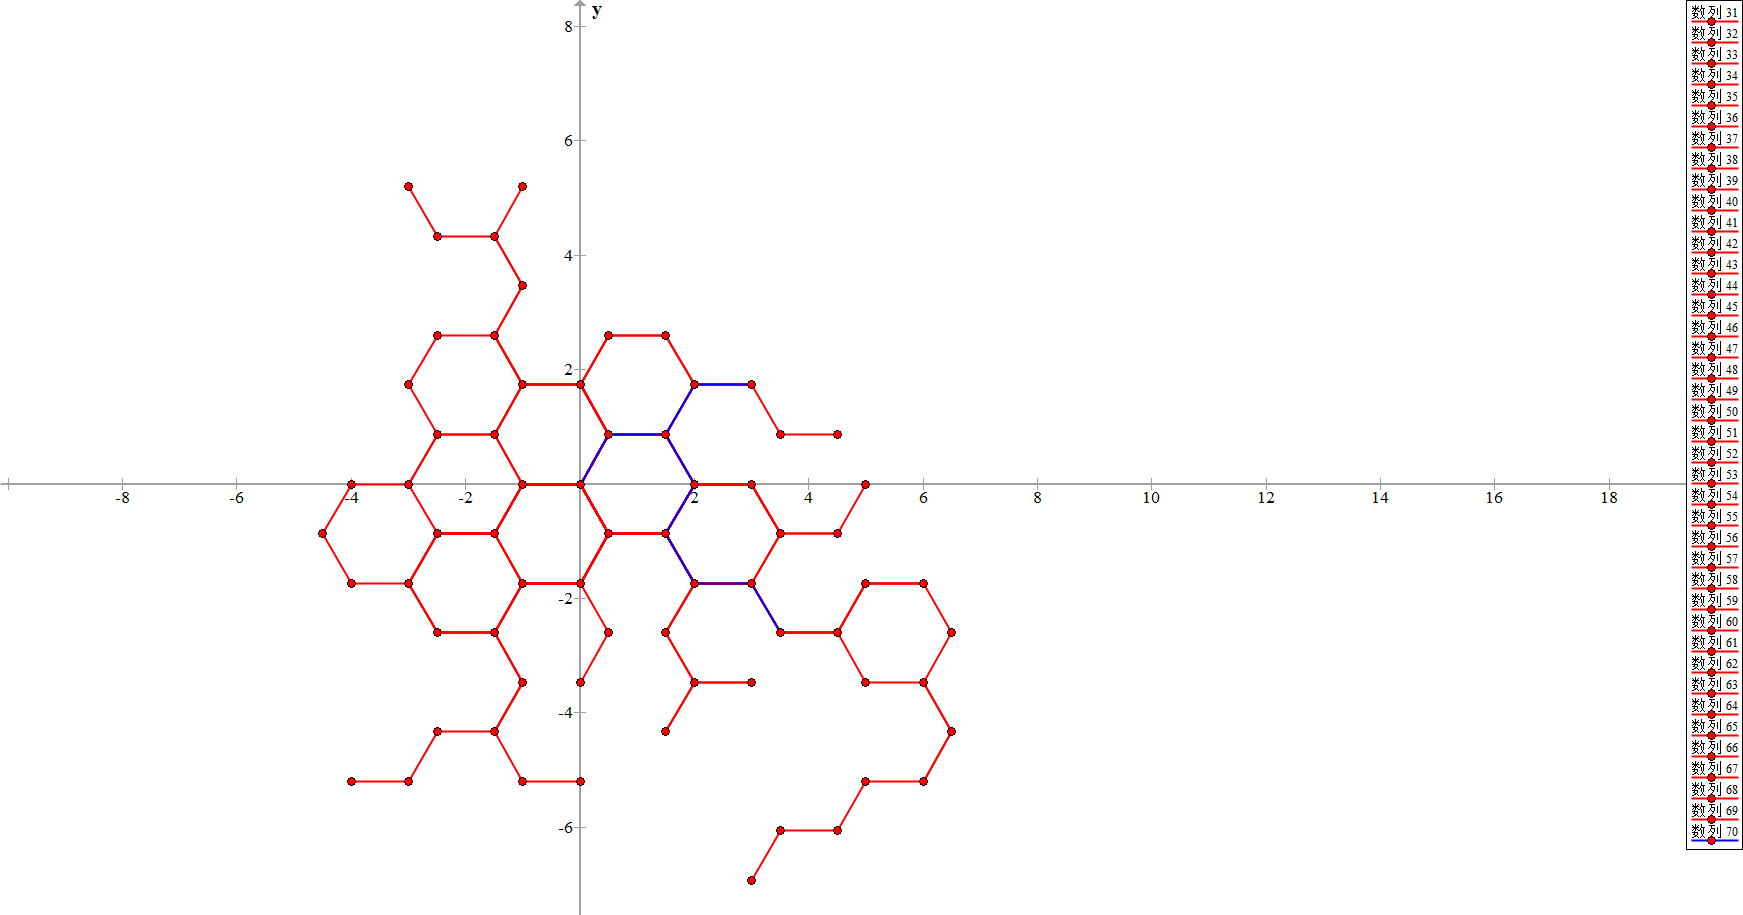 y
8
6
4
2
-8
-6
-4
-2
2
4
6
8
10
12
14
16
18
-2
-4
-6
数列 31
数列 32
数列 33
数列 34
数列 35
数列 36
数列 37
数列 38
数列 39
数列 40
数列 41
数列 42
数列 43
数列 44
数列 45
数列 46
数列 47
数列 48
数列 49
数列 50
数列 51
数列 52
数列 53
数列 54
数列 55
数列 56
数列 57
数列 58
数列 59
数列 60
数列 61
数列 62
数列 63
数列 64
数列 65
数列 66
数列 67
数列 68
数列 69
数列 70